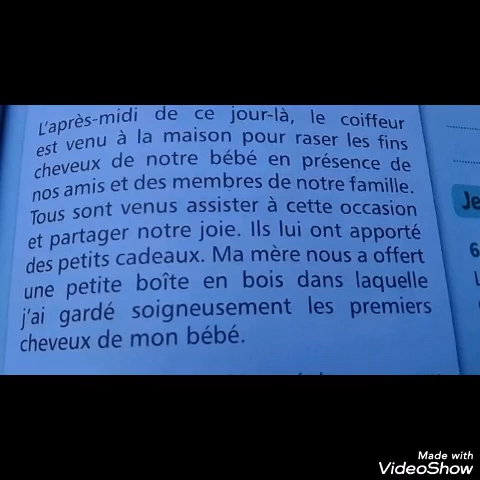 L'après-midi de ce jour-là, le coiffeur
est venu à la maison pour raser les fins
cheveux de notre bébé en présence de
nos amis et des membres de notre famille.
Tous sont venus assister à cette occasion
et partager notre joie. Ils lui ont apporté
des petits cadeaux. Ma mère nous a offert
une petite boîte en bois dans laquelle
j'ai gardé soigneusement les premiers
cheveux de mon bébé.
Je
6
Made with
VideoShow